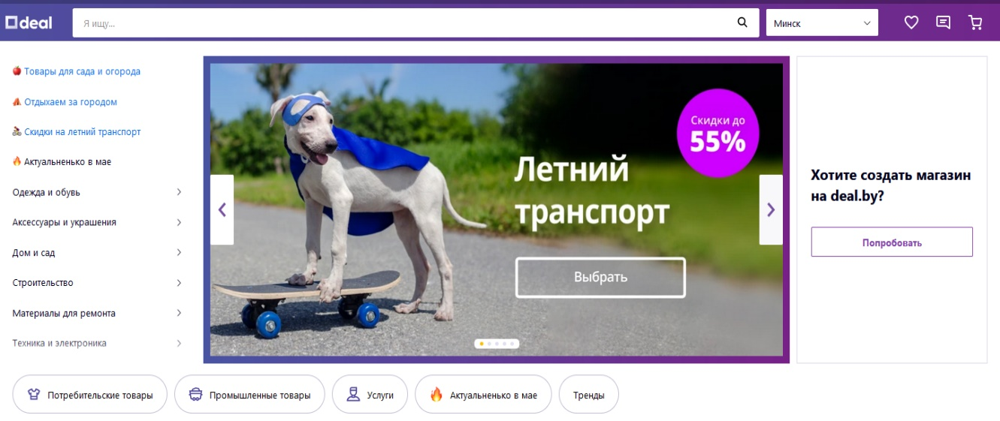 deal
Я ищу...
Минск
Товары для сада и огорода
Отдыхаем за городом
Скидки на летний транспорт
Актуальненько в мае
Одежда и обувь
Аксессуары и украшения
Дом и сад
Строительство
Материалы для ремонта
Техника и электроника
Скидки до
55%
Летний
транспорт
Выбрать
Хотите создать магазин
на deal.by?
Попробовать
Потребительские товары
Промышленные товары
Услуги
Актуальненько в мае
Тренды